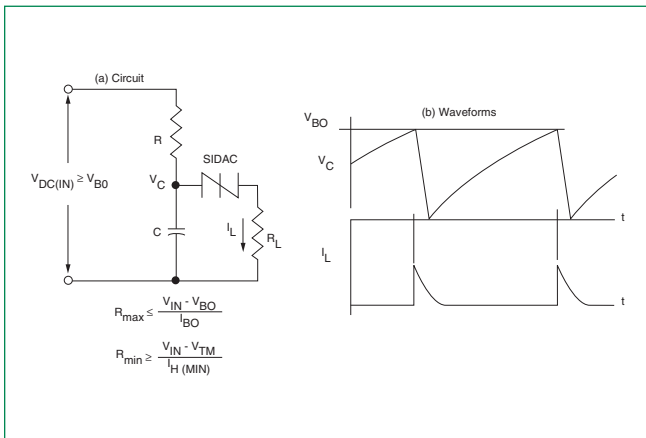 (a) Circuit
R
SIDAC
V_DC(IN) ≥ V_B0
V_C
C
I_L
R_L
R_max ≤ (V_IN - V_BO) / I_BO
R_min ≥ (V_IN - V_TM) / I_H (MIN)
(b) Waveforms
V_BO
V_C
t
I_L
t